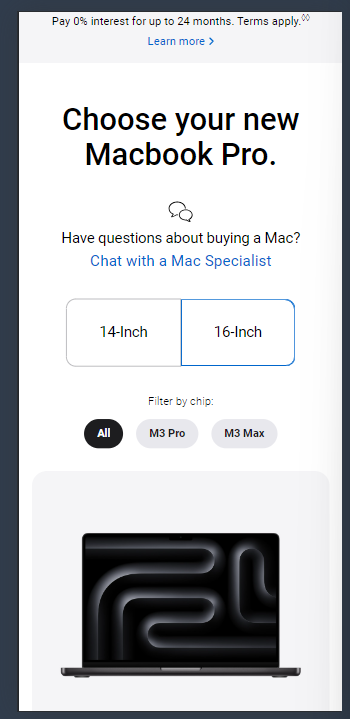 Pay 0% interest for up to 24 months. Terms apply.◊◊
Learn more >
Choose your new
Macbook Pro.
Have questions about buying a Mac?
Chat with a Mac Specialist
14-Inch
16-Inch
Filter by chip:
All
M3 Pro
M3 Max